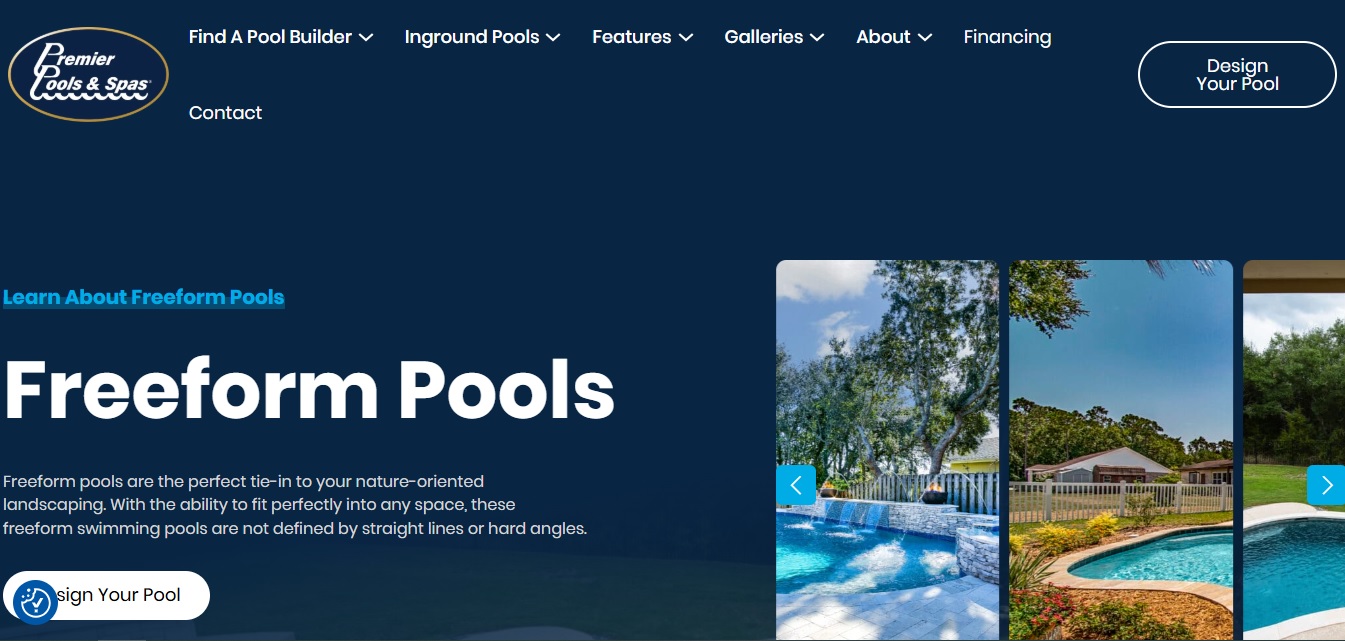 Premier
Pools & Spas
Find A Pool Builder
Inground Pools
Features
Galleries
About
Financing
Contact
Design
Your Pool
Learn About Freeform Pools
Freeform Pools
Freeform pools are the perfect tie-in to your nature-oriented
landscaping. With the ability to fit perfectly into any space, these
freeform swimming pools are not defined by straight lines or hard angles.
sign Your Pool